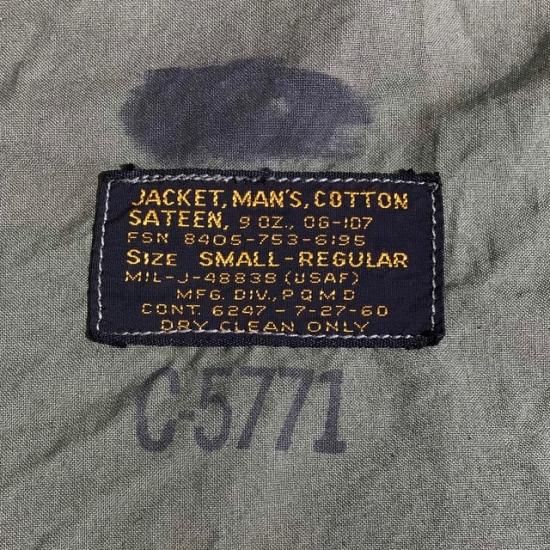 JACKET, MAN'S, COTTON
SATEEN, 9 OZ., OG-107
FSN 8405-753-6195
SIZE SMALL-REGULAR
MIL-J-4883B (USAF)
MFG. DIV., P Q M D
CONT. 6247 - 7-27-60
DRY CLEAN ONLY
C-5771